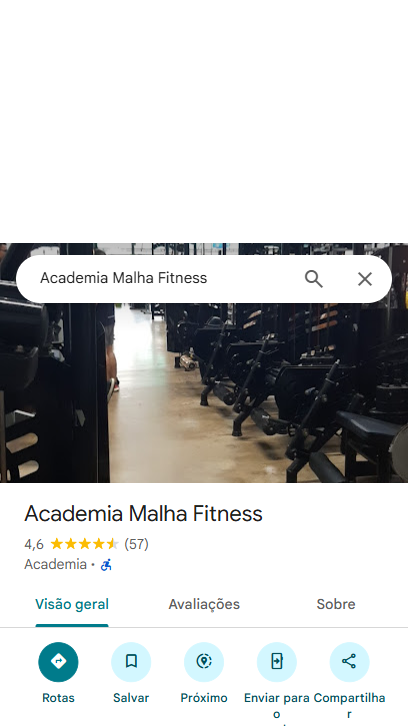 Academia Malha Fitness
Academia Malha Fitness
4,6 (57)
Academia ·
Visão geral Avaliações Sobre
Rotas Salvar Próximo Enviar para Compartilha
o r